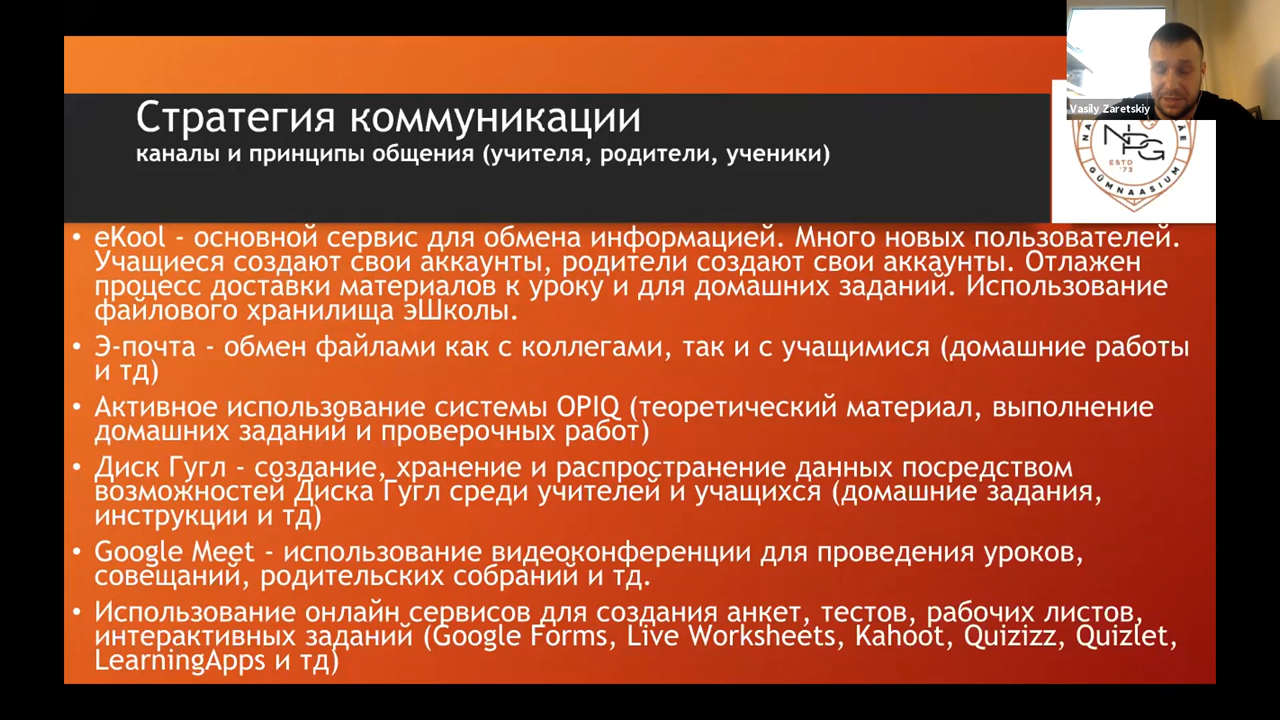 Стратегия коммуникации
каналы и принципы общения (учителя, родители, ученики)
Vasily Zaretskiy
NPG
ESTD
'73
GÜMNAASIUM
• eKool - основной сервис для обмена информацией. Много новых пользователей.
Учащиеся создают свои аккаунты, родители создают свои аккаунты. Отлажен
процесс доставки материалов к уроку и для домашних заданий. Использование
файлового хранилища эШколы.
• Э-почта - обмен файлами как с коллегами, так и с учащимися (домашние работы
и тд)
• Активное использование системы OPIQ (теоретический материал, выполнение
домашних заданий и проверочных работ)
• Диск Гугл - создание, хранение и распространение данных посредством
возможностей Диска Гугл среди учителей и учащихся (домашние задания,
инструкции и тд)
• Google Meet - использование видеоконференции для проведения уроков,
совещаний, родительских собраний и тд.
• Использование онлайн сервисов для создания анкет, тестов, рабочих листов,
интерактивных заданий (Google Forms, Live Worksheets, Kahoot, Quizizz, Quizlet,
LearningApps и тд)